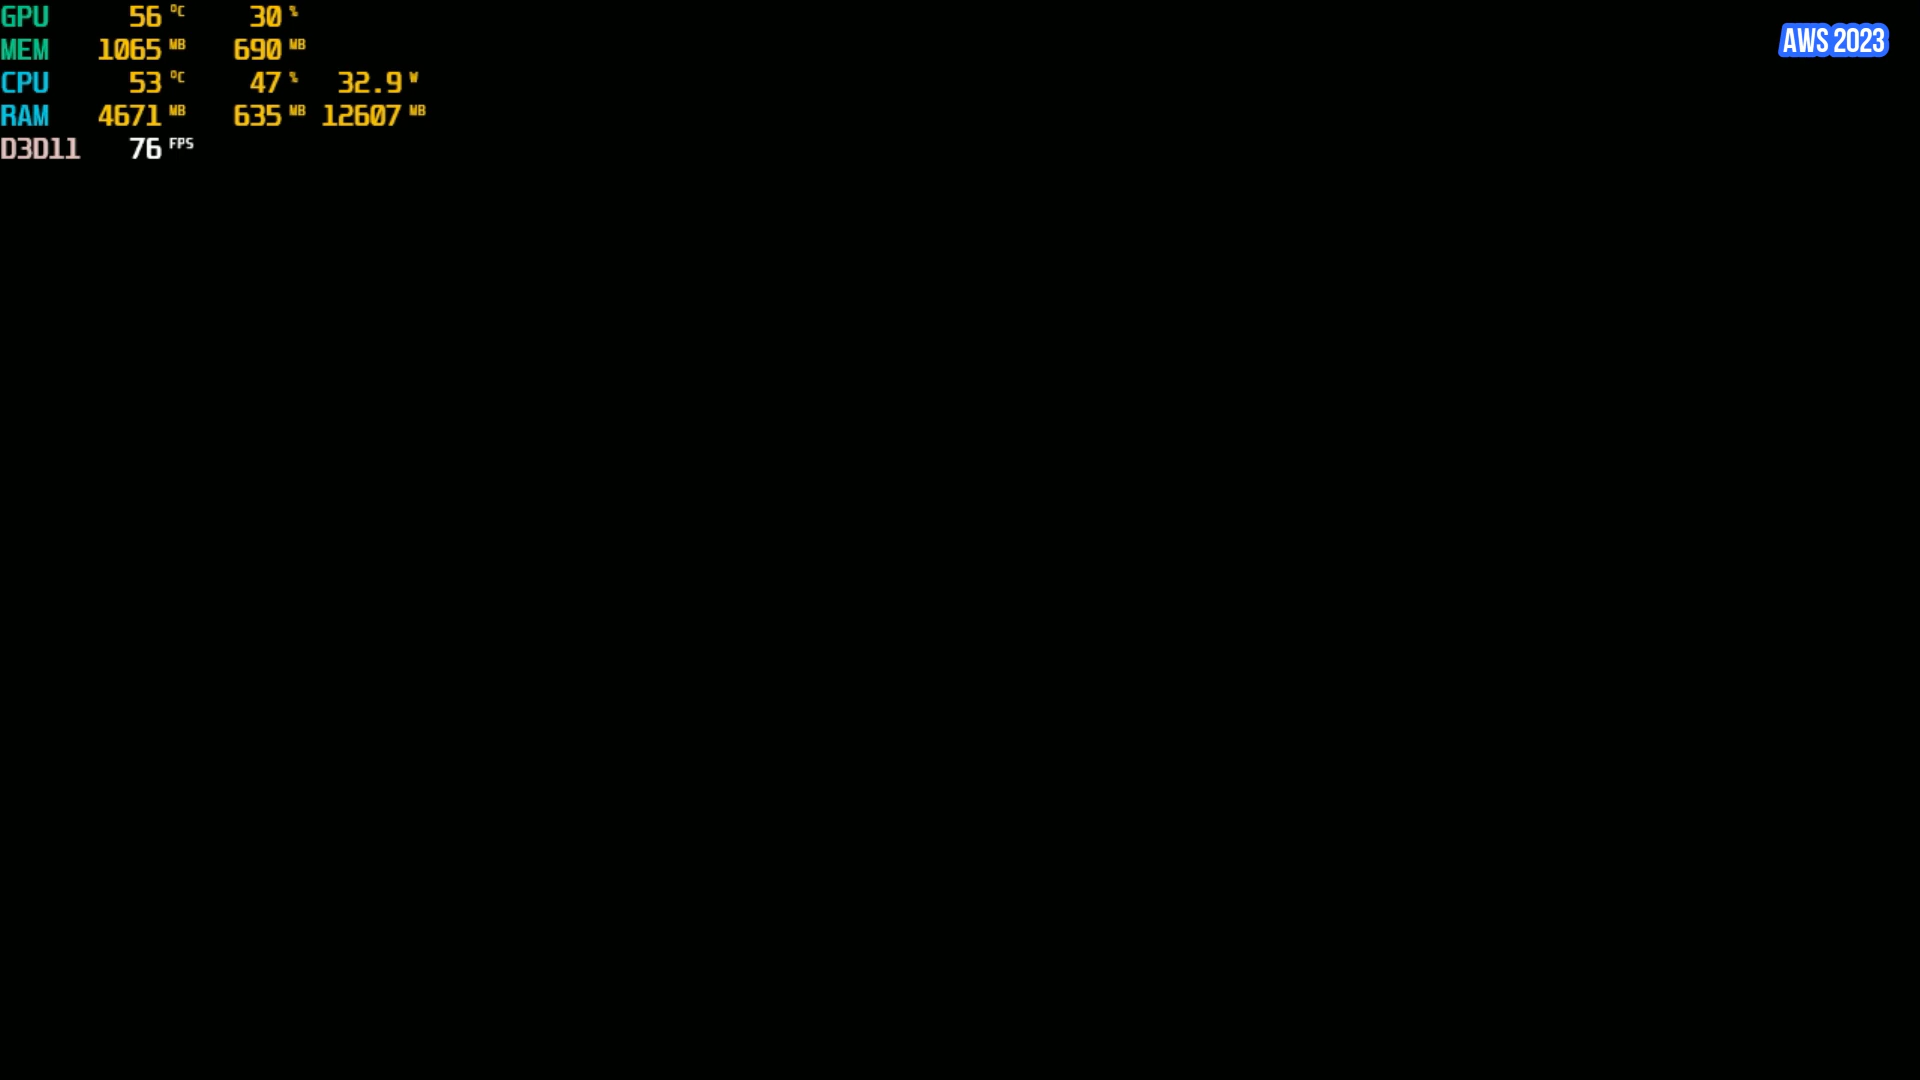 GPU 56 °C 30 %
MEM 1065 MB 690 MB
CPU 53 °C 47 % 32.9 W
RAM 4671 MB 635 MB 12607 MB
D3D11 76 FPS
AWS 2023